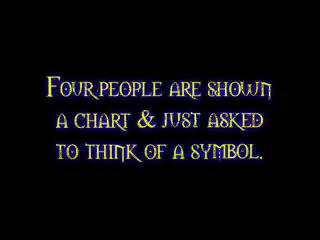 Four people are shown
a chart & just asked
to think of a symbol.